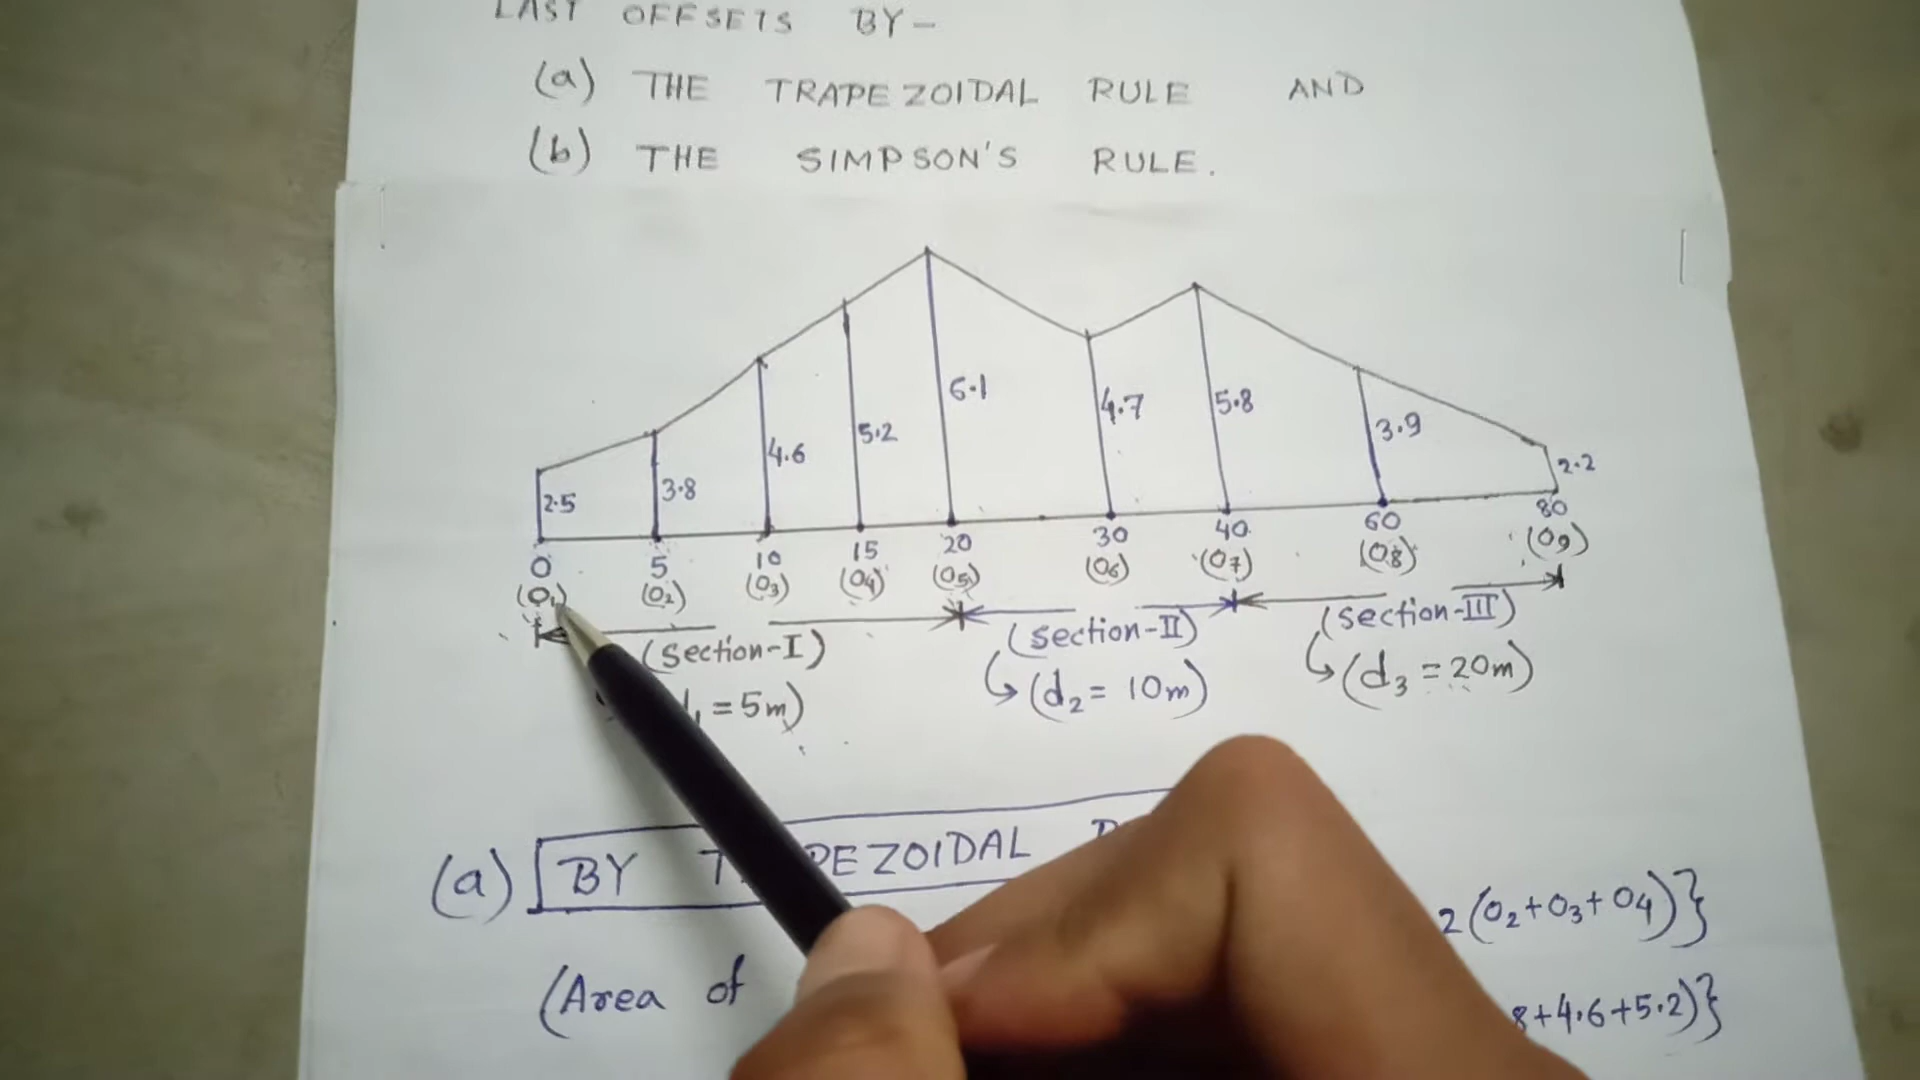 LAST OFFSETS BY-
(a) THE TRAPEZOIDAL RULE AND
(b) THE SIMPSON'S RULE.
2.5 3.8 4.6 5.2 6.1 4.7 5.8 3.9 2.2
0 5 10 15 20 30 40 60 80
(O1) (O2) (O3) (O4) (O5) (O6) (O7) (O8) (O9)
(Section-I) (Section-II) (Section-III)
=5m) (d2= 10m) (d3 =20m)
(a) BY TRAPEZOIDAL
2(O2+O3+O4)}
(Area of
8+4.6+5.2)}